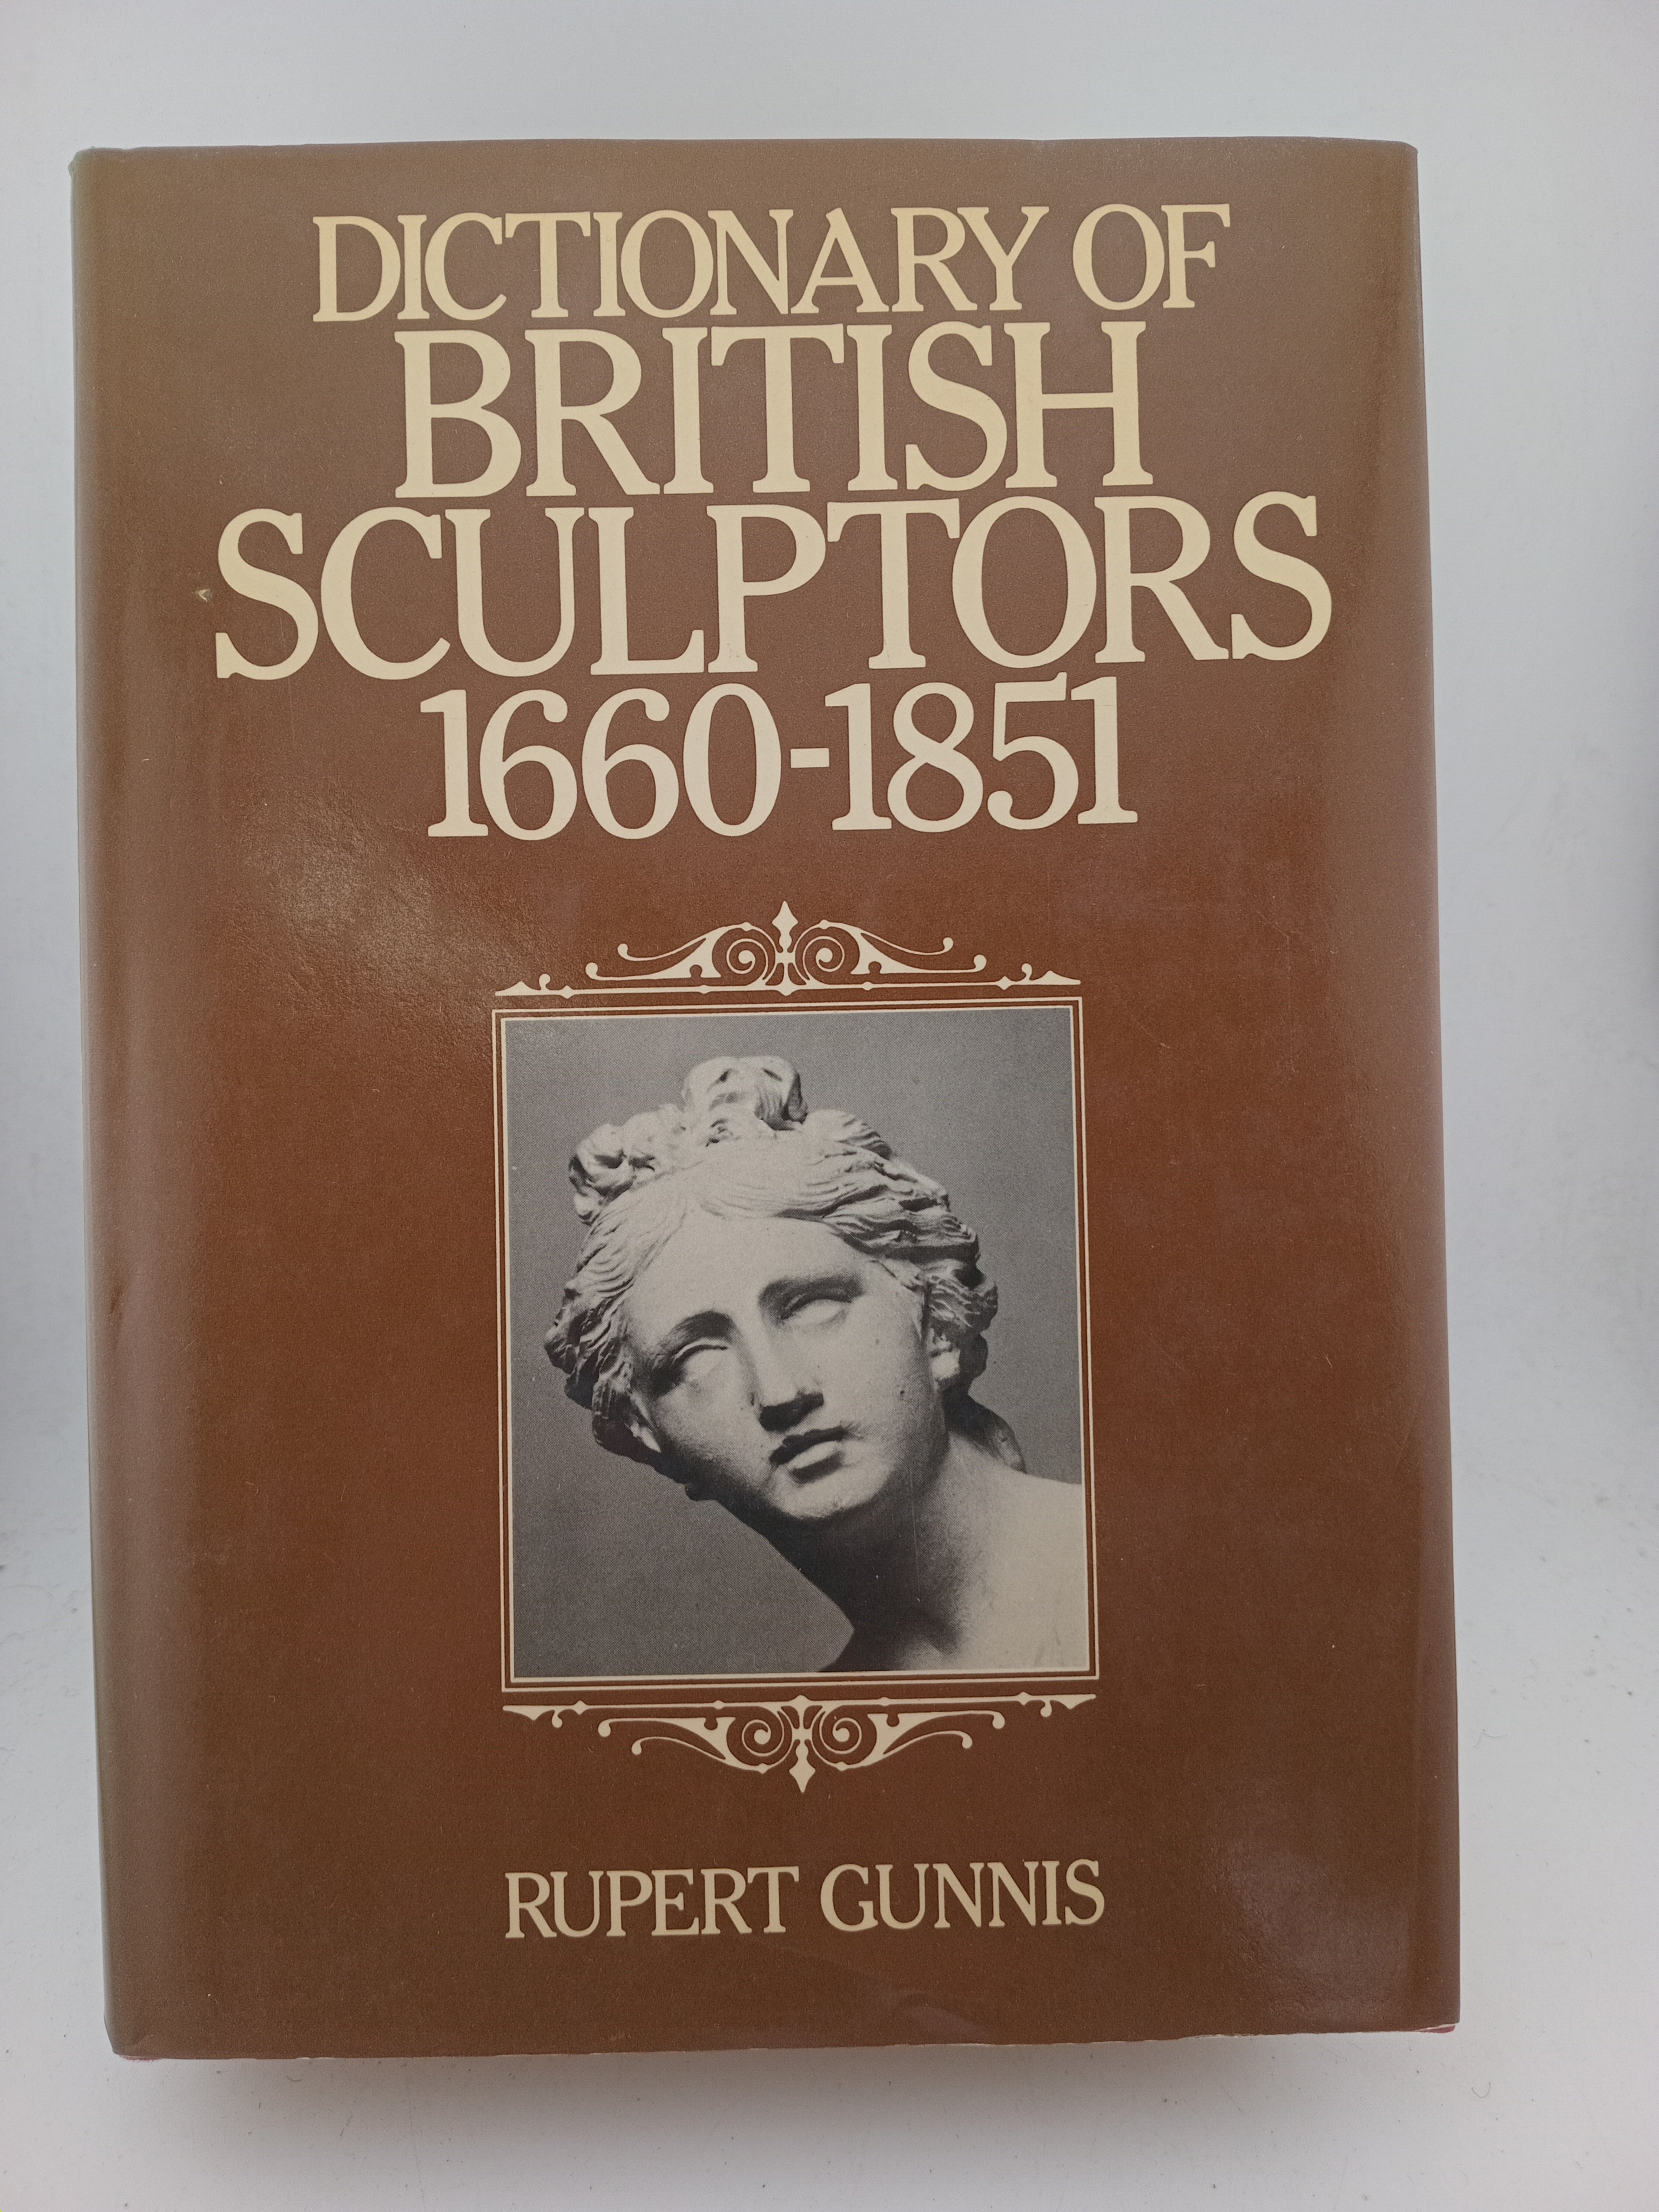 DICTIONARY OF
BRITISH
SCULPTORS
1660-1851
RUPERT GUNNIS